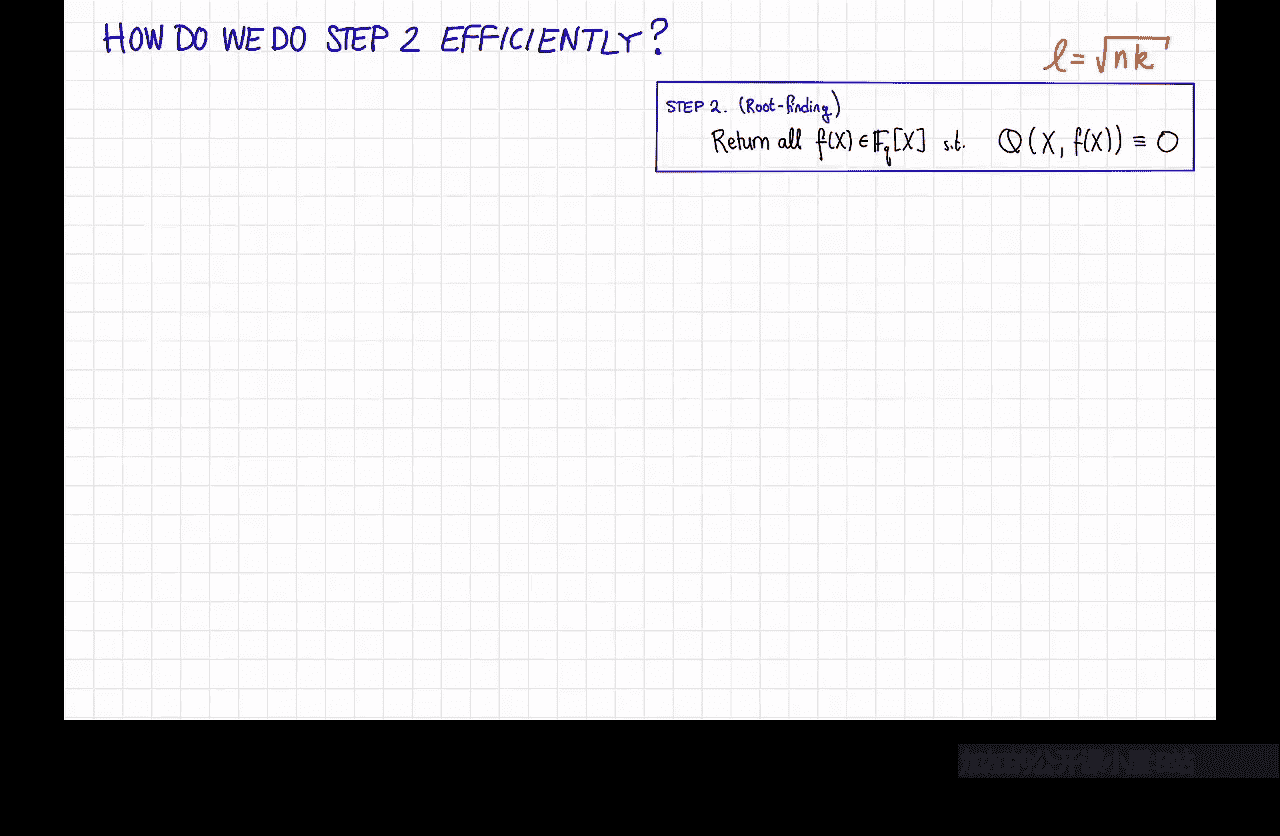 HOW DO WE DO STEP 2 EFFICIENTLY?
l = √nk
STEP 2. (Root-finding)
Return all f(X) ∈ F_q[X] s.t. Q(X, f(X)) ≡ 0